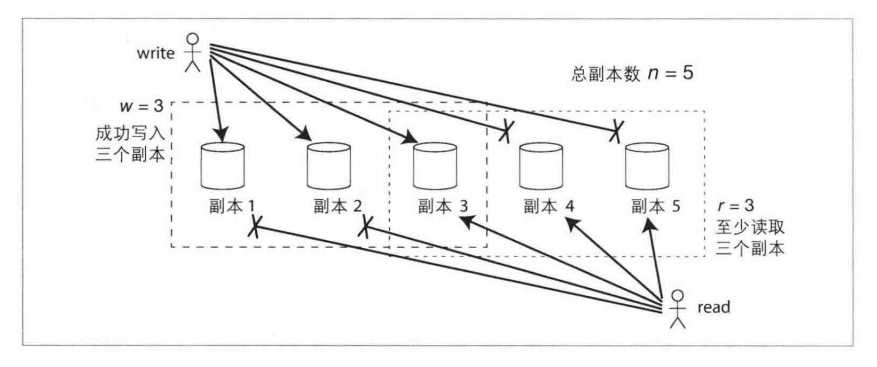 write
总副本数 n = 5
w = 3
成功写入
三个副本
副本 1
副本 2
副本 3
副本 4
副本 5
r = 3
至少读取
三个副本
read